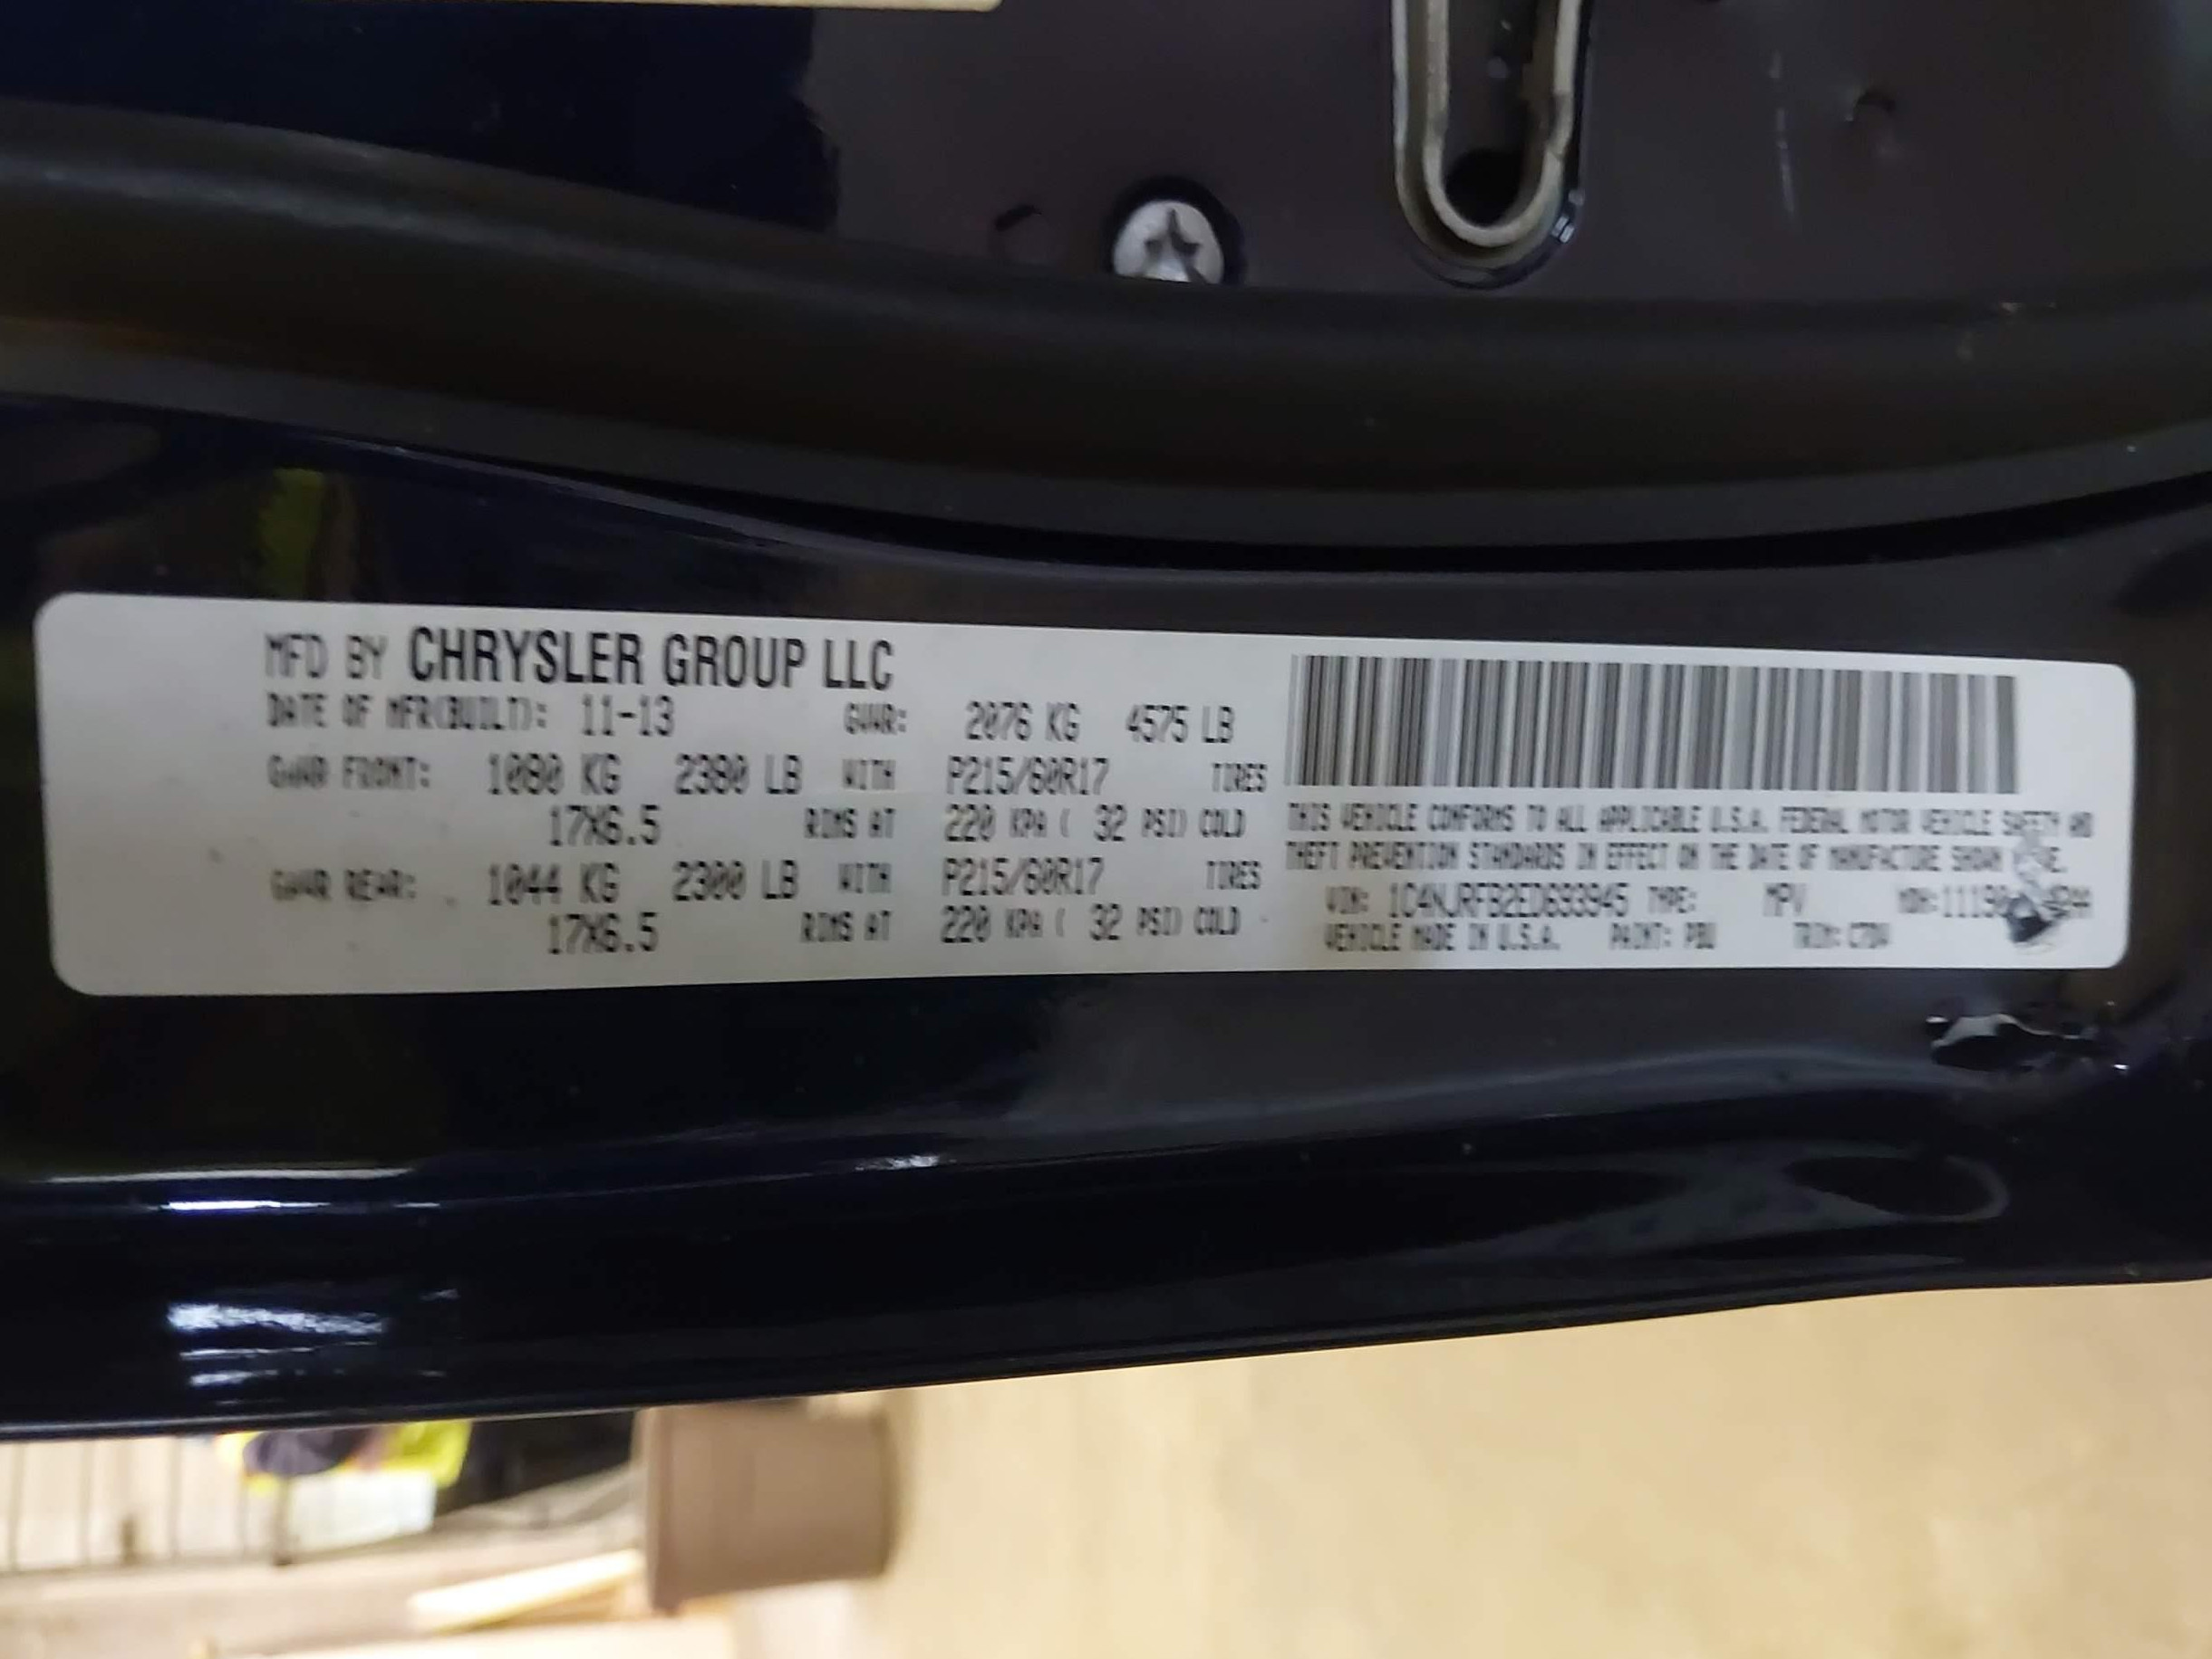 MFD BY CHRYSLER GROUP LLC
DATE OF MFR(BUILT): 11-13 GVWR: 2076 KG 4575 LB
GAWR FRONT: 1080 KG 2380 LB WITH P215/60R17 TIRES
17X6.5 RIMS AT 220 KPA ( 32 PSI) COLD
GAWR REAR: 1044 KG 2300 LB WITH P215/60R17 TIRES
17X6.5 RIMS AT 220 KPA ( 32 PSI) COLD
THIS VEHICLE CONFORMS TO ALL APPLICABLE U.S.A. FEDERAL MOTOR VEHICLE SAFETY AND
THEFT PREVENTION STANDARDS IN EFFECT ON THE DATE OF MANUFACTURE SHOWN
VIN: 1C4NJRFB2ED693945 TYPE: MPV MDH:
VEHICLE MADE IN U.S.A. PAINT: PBU TRIM: